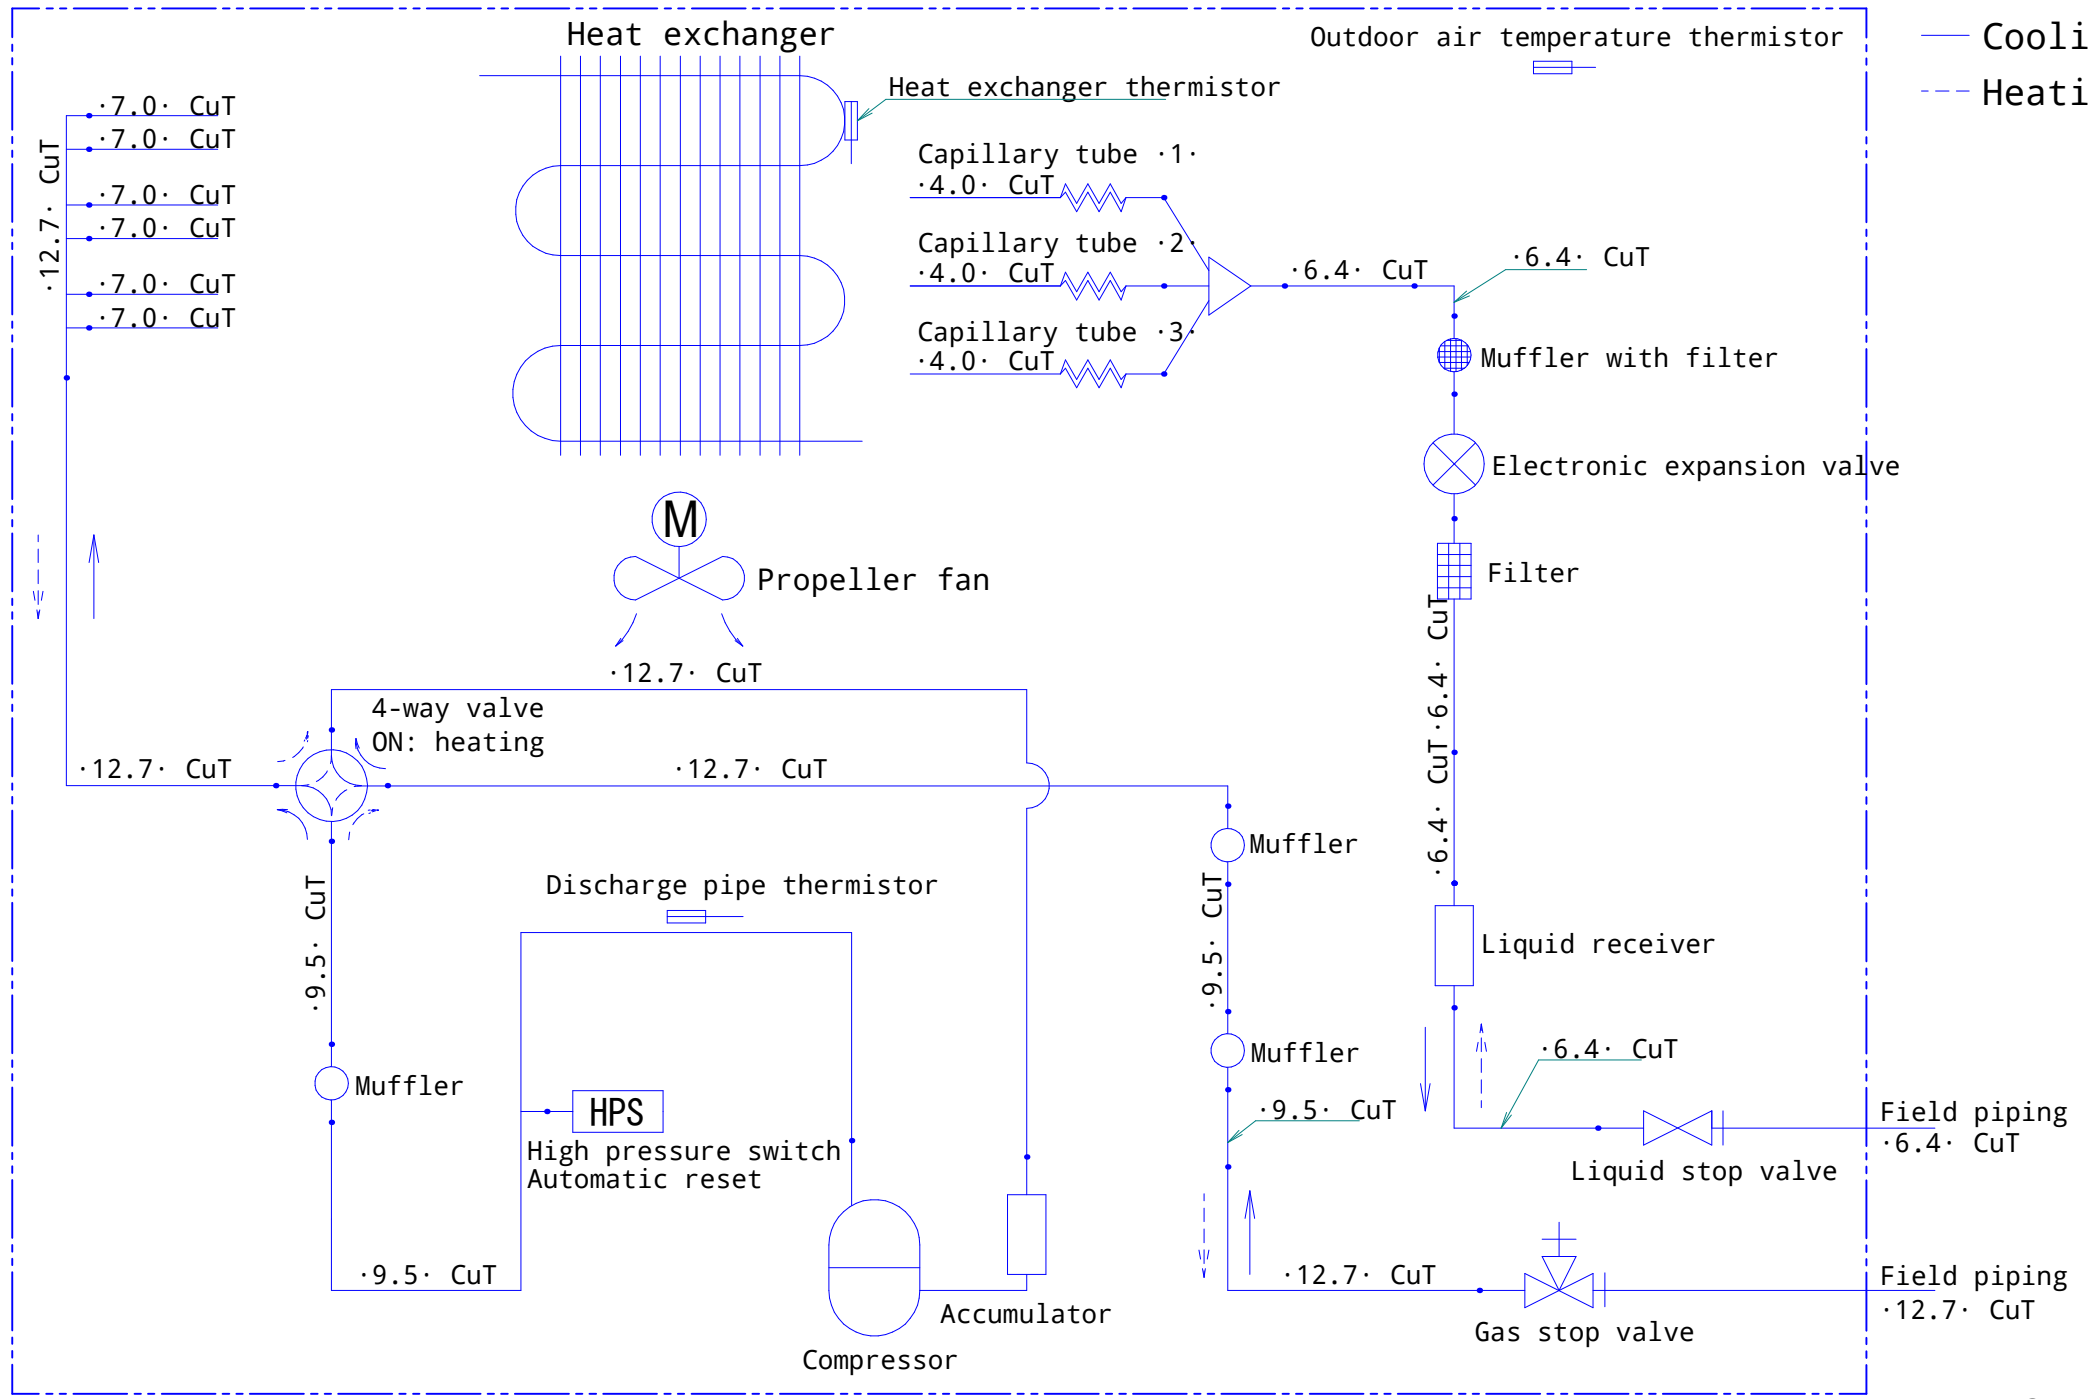 Heat exchanger
Outdoor air temperature thermistor
Cooli
Heati
Heat exchanger thermistor
·7.0· CuT
·7.0· CuT
·7.0· CuT
·7.0· CuT
·7.0· CuT
·7.0· CuT
·12.7· CuT
Capillary tube ·1·
·4.0· CuT
Capillary tube ·2·
·4.0· CuT
Capillary tube ·3·
·4.0· CuT
·6.4· CuT
·6.4· CuT
Muffler with filter
Electronic expansion valve
Filter
M
Propeller fan
·6.4· CuT
·6.4· CuT
·12.7· CuT
4-way valve
ON: heating
·12.7· CuT
·12.7· CuT
Muffler
Discharge pipe thermistor
·9.5· CuT
·9.5· CuT
Liquid receiver
Muffler
Muffler
·6.4· CuT
HPS
High pressure switch
Automatic reset
·9.5· CuT
Field piping
·6.4· CuT
Liquid stop valve
·9.5· CuT
·12.7· CuT
Field piping
·12.7· CuT
Accumulator
Gas stop valve
Compressor